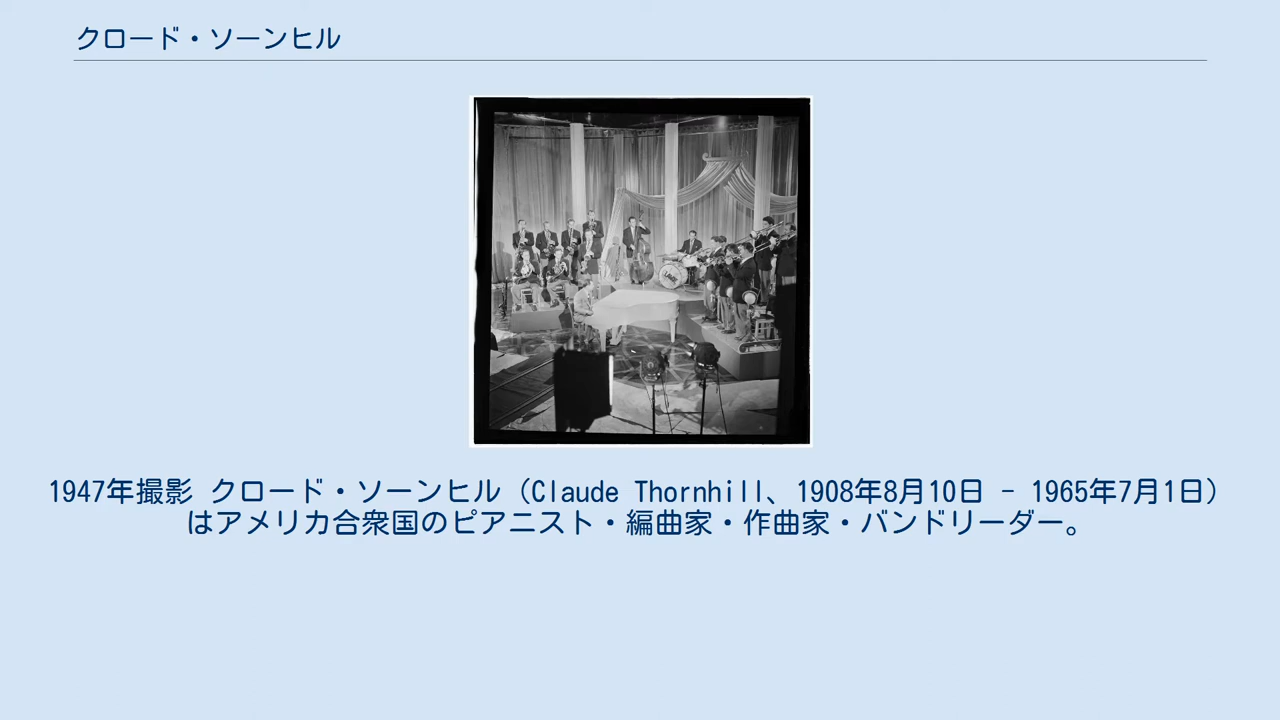 クロード・ソーンヒル
1947年撮影 クロード・ソーンヒル（Claude Thornhill、1908年8月10日 - 1965年7月1日）
はアメリカ合衆国のピアニスト・編曲家・作曲家・バンドリーダー。